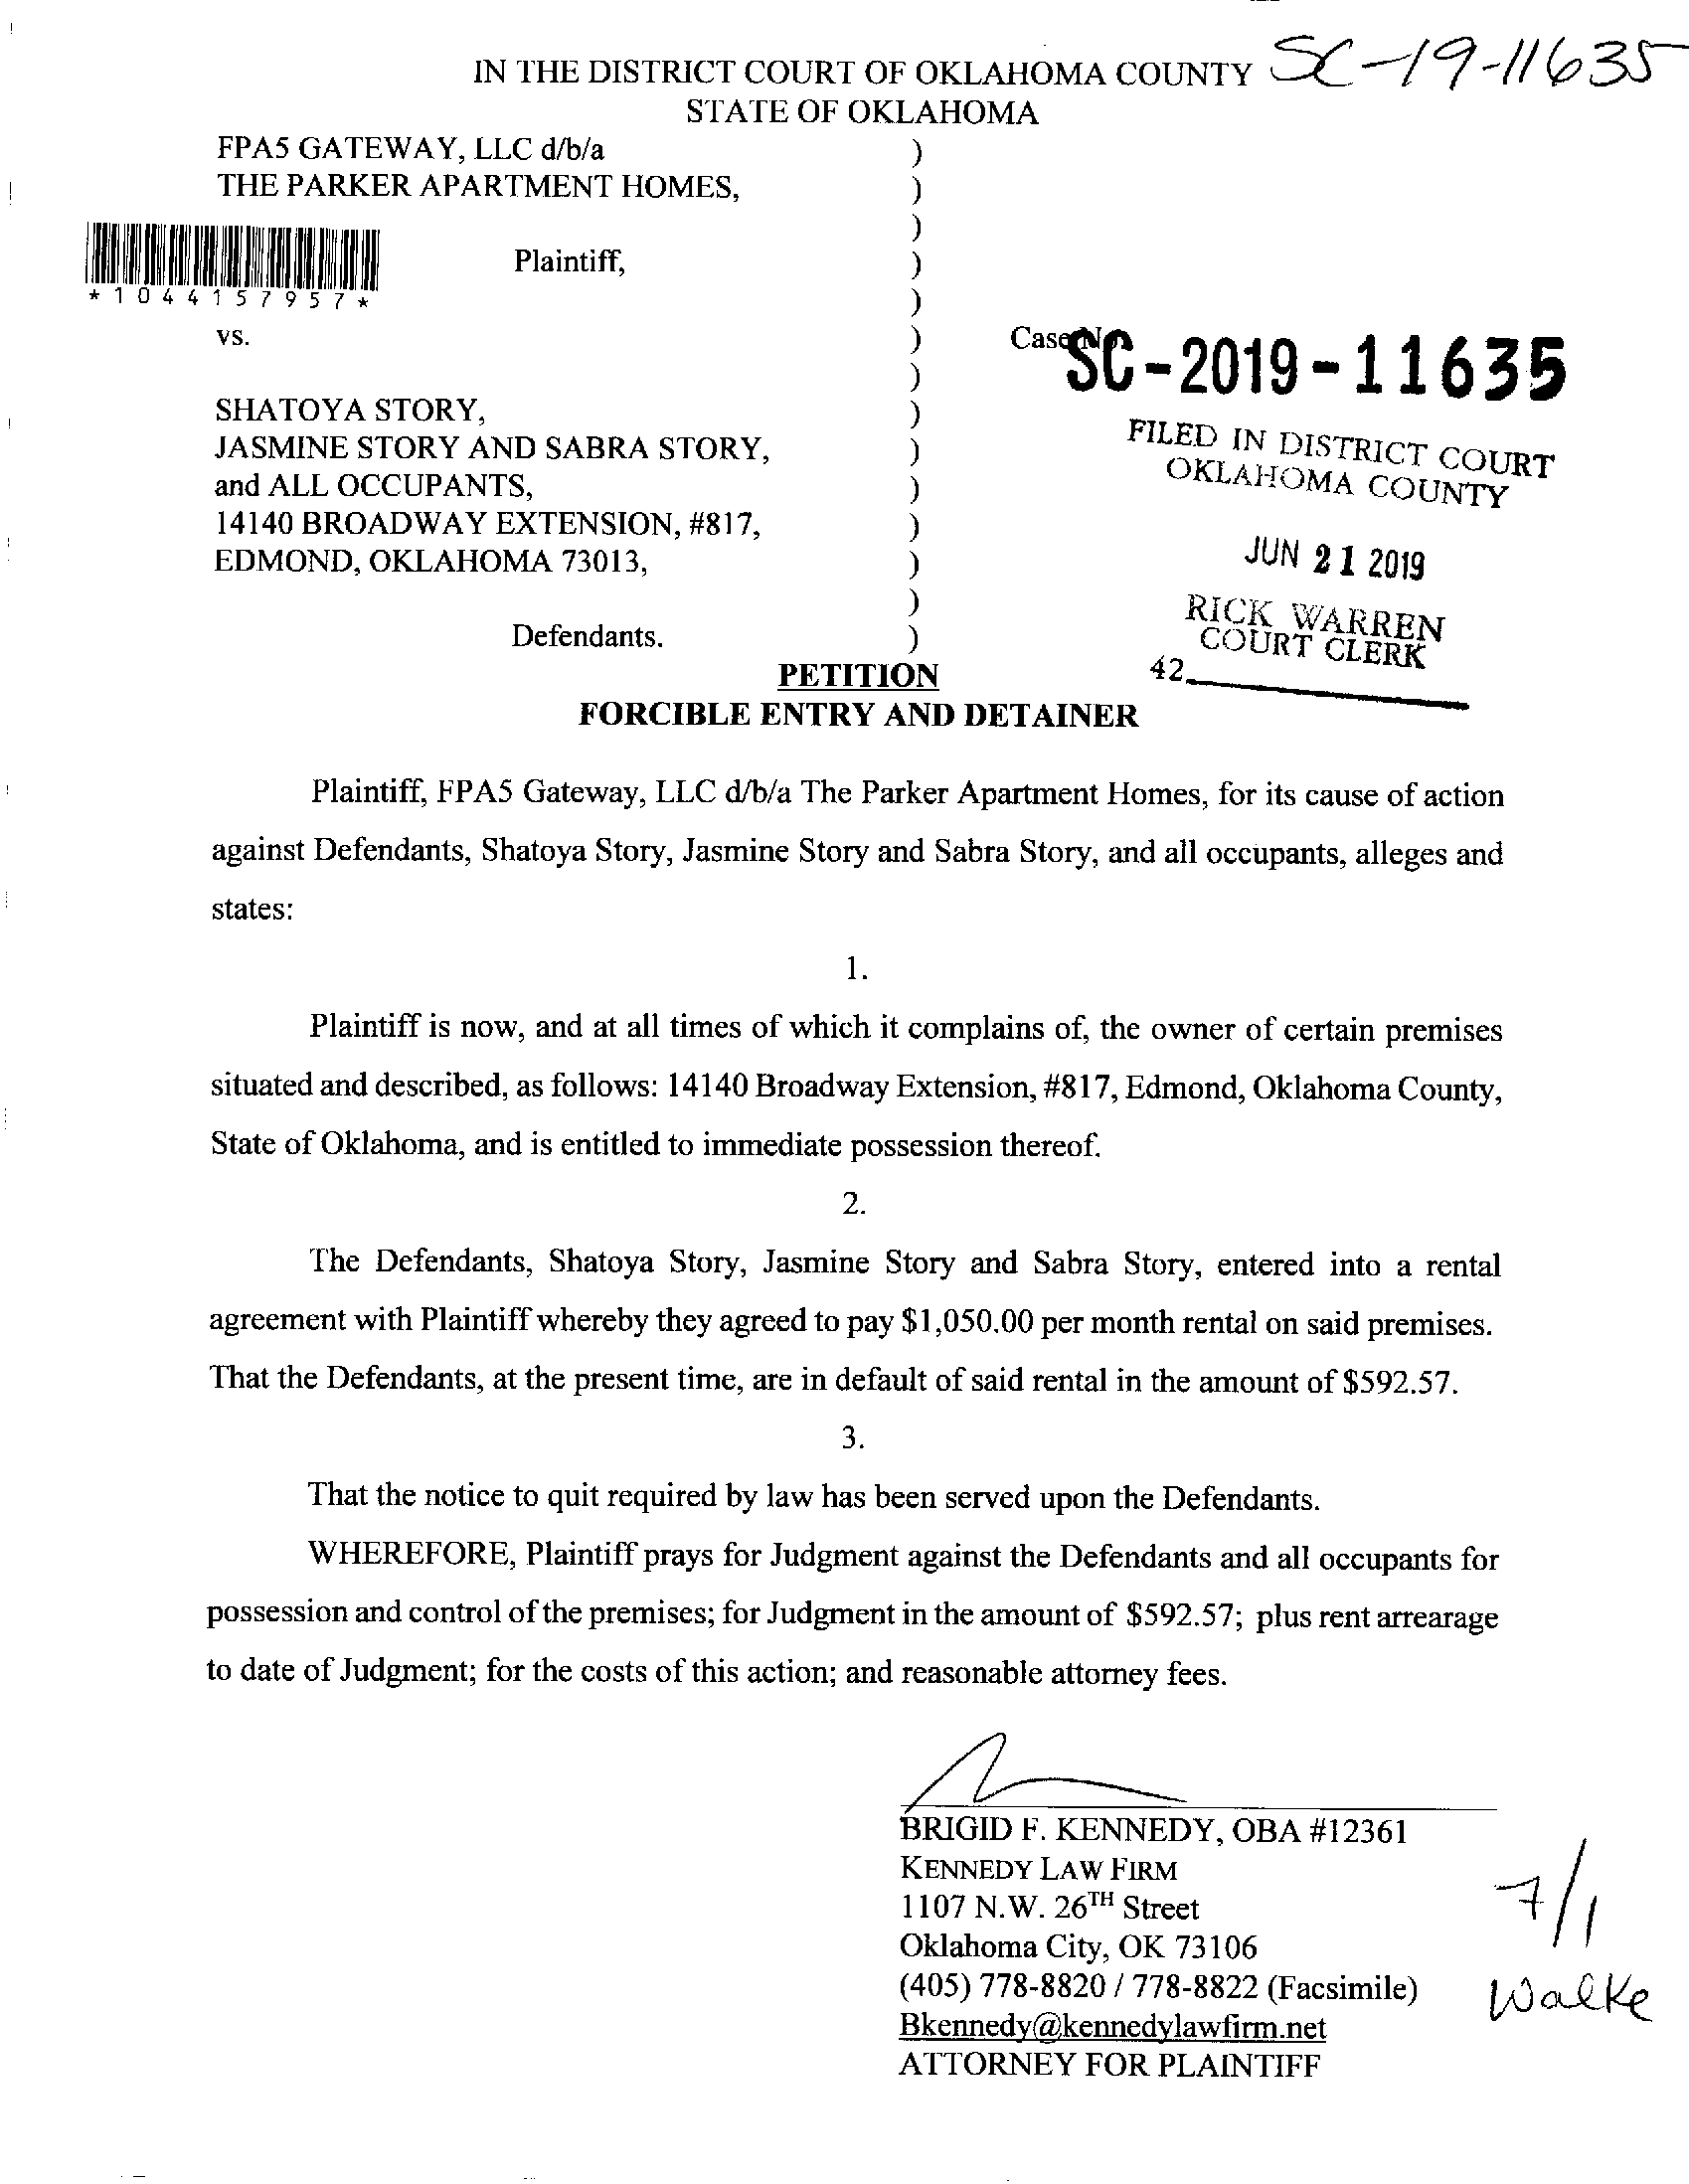 SC-19-11635
IN THE DISTRICT COURT OF OKLAHOMA COUNTY
STATE OF OKLAHOMA
FPA5 GATEWAY, LLC d/b/a )
THE PARKER APARTMENT HOMES, )
)
Plaintiff, )
*1044157957*
)
vs. )
Case No.
SC-2019-11635
)
SHATOYA STORY, )
JASMINE STORY AND SABRA STORY, )
and ALL OCCUPANTS, )
14140 BROADWAY EXTENSION, #817, )
EDMOND, OKLAHOMA 73013, )
)
Defendants. )
FILED IN DISTRICT COURT
OKLAHOMA COUNTY
JUN 21 2019
RICK WARREN
COURT CLERK
42
PETITION
FORCIBLE ENTRY AND DETAINER
Plaintiff, FPA5 Gateway, LLC d/b/a The Parker Apartment Homes, for its cause of action
against Defendants, Shatoya Story, Jasmine Story and Sabra Story, and all occupants, alleges and
states:
1.
Plaintiff is now, and at all times of which it complains of, the owner of certain premises
situated and described, as follows: 14140 Broadway Extension, #817, Edmond, Oklahoma County,
State of Oklahoma, and is entitled to immediate possession thereof.
2.
The Defendants, Shatoya Story, Jasmine Story and Sabra Story, entered into a rental
agreement with Plaintiff whereby they agreed to pay $1,050.00 per month rental on said premises.
That the Defendants, at the present time, are in default of said rental in the amount of $592.57.
3.
That the notice to quit required by law has been served upon the Defendants.
WHEREFORE, Plaintiff prays for Judgment against the Defendants and all occupants for
possession and control of the premises; for Judgment in the amount of $592.57; plus rent arrearage
to date of Judgment; for the costs of this action; and reasonable attorney fees.
BRIGID F. KENNEDY, OBA #12361
KENNEDY LAW FIRM
1107 N.W. 26TH Street
Oklahoma City, OK 73106
(405) 778-8820 / 778-8822 (Facsimile)
Bkennedy@kennedylawfirm.net
ATTORNEY FOR PLAINTIFF
7/1
Walke